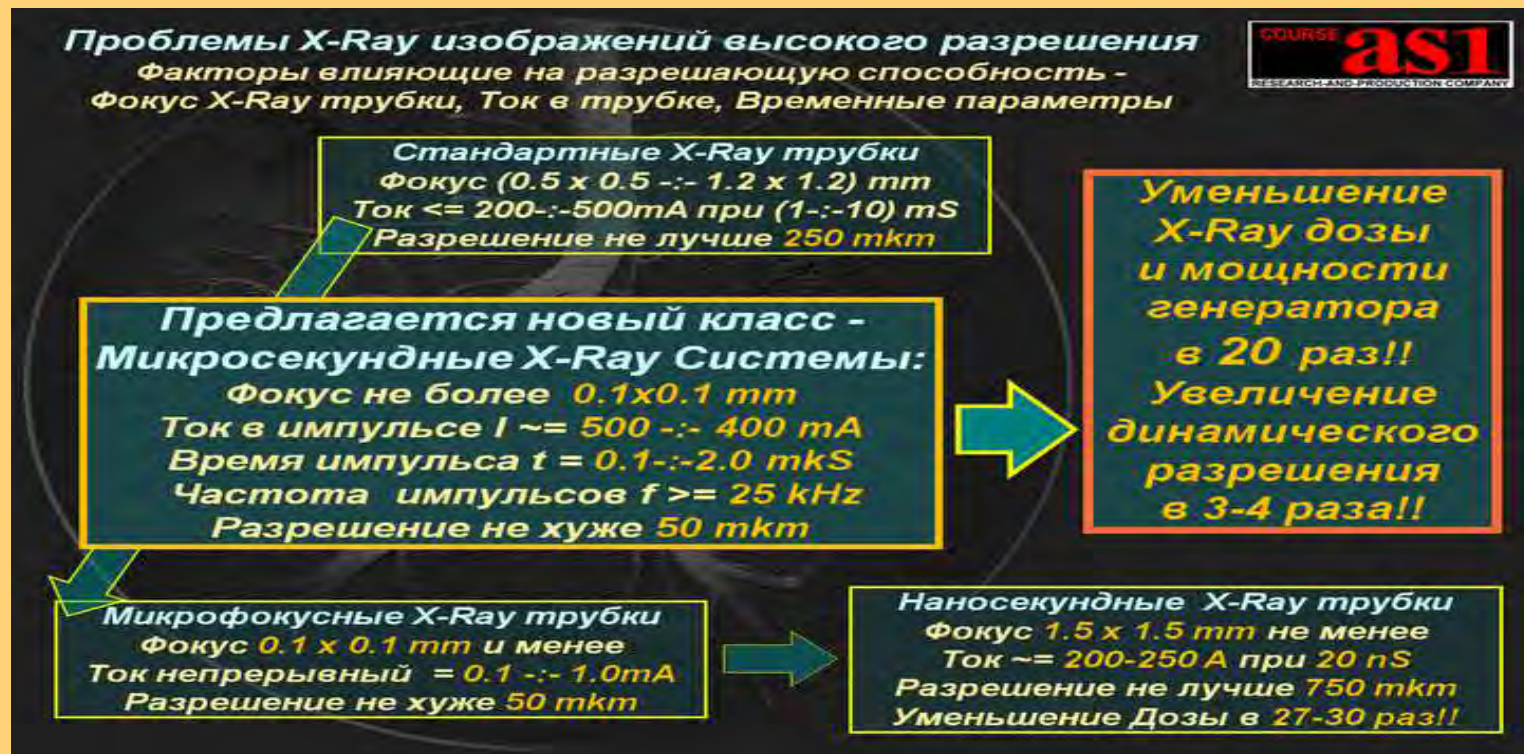 Проблемы X-Ray изображений высокого разрешения
Факторы влияющие на разрешающую способность -
Фокус X-Ray трубки, Ток в трубке, Временные параметры
COURSE as1
RESEARCH-AND-PRODUCTION COMPANY
Стандартные X-Ray трубки
Фокус (0.5 x 0.5 -:- 1.2 x 1.2) mm
Ток <= 200-:-500mA при (1-:-10) mS
Разрешение не лучше 250 mkm
Предлагается новый класс -
Микросекундные X-Ray Системы:
Фокус не более 0.1x0.1 mm
Ток в импульсе I ~= 500 -:- 400 mA
Время импульса t = 0.1-:-2.0 mkS
Частота импульсов f >= 25 kHz
Разрешение не хуже 50 mkm
Уменьшение
X-Ray дозы
и мощности
генератора
в 20 раз!!
Увеличение
динамического
разрешения
в 3-4 раза!!
Микрофокусные X-Ray трубки
Фокус 0.1 x 0.1 mm и менее
Ток непрерывный = 0.1 -:- 1.0mA
Разрешение не хуже 50 mkm
Наносекундные X-Ray трубки
Фокус 1.5 x 1.5 mm не менее
Ток ~= 200-250 A при 20 nS
Разрешение не лучше 750 mkm
Уменьшение Дозы в 27-30 раз!!